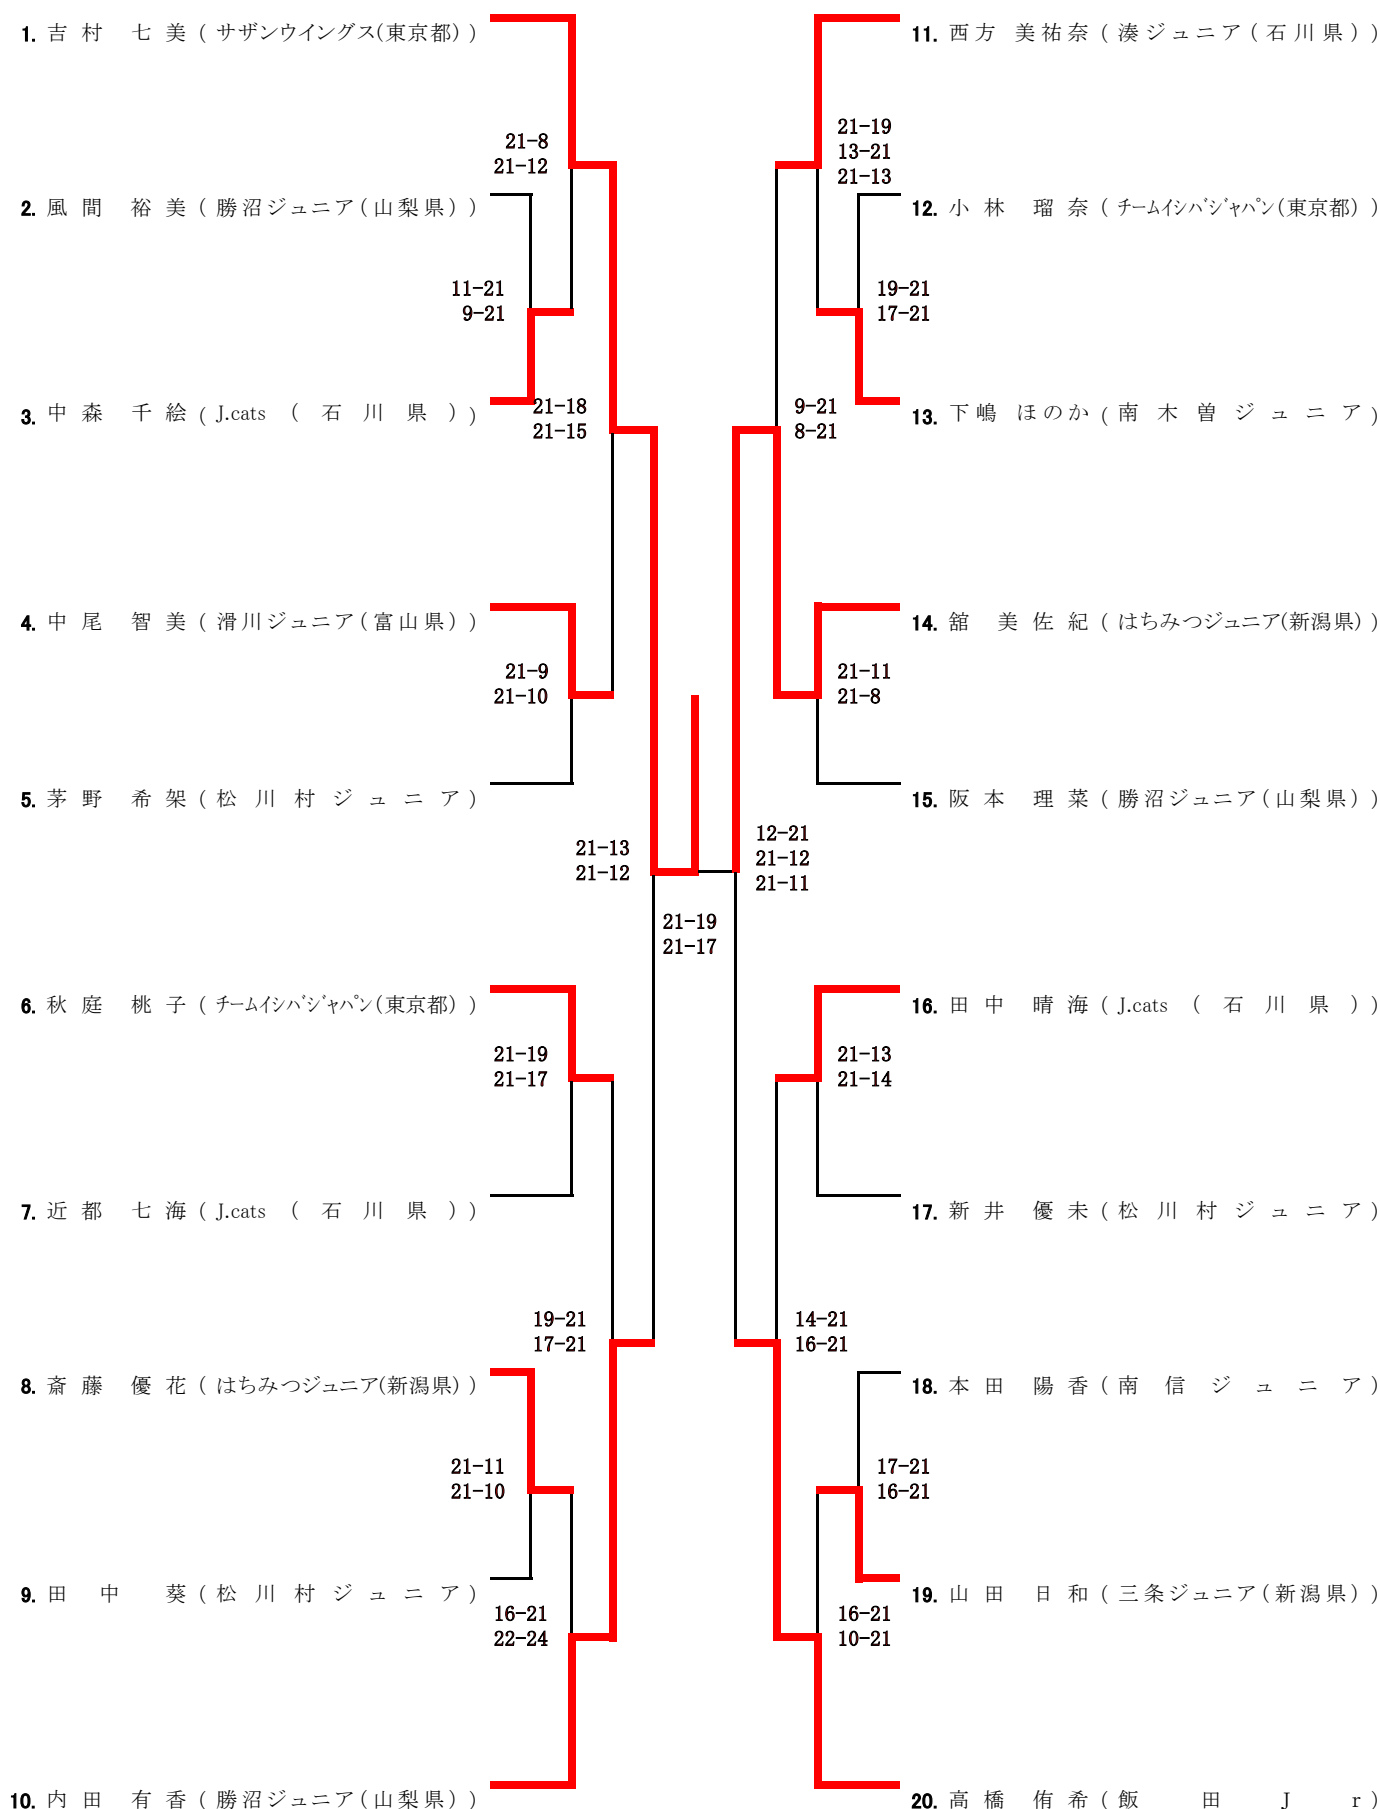 1. 吉村 七美 ( サザンウイングス(東京都) )
21-8
21-12
2. 風間 裕美 ( 勝沼ジュニア(山梨県) )
11-21
9-21
3. 中森 千絵 ( J.cats (石川県) )
21-18
21-15
4. 中尾 智美 ( 滑川ジュニア(富山県) )
21-9
21-10
5. 茅野 希架 ( 松川村ジュニア )
21-13
21-12
6. 秋庭 桃子 ( チームイシバジャパン(東京都) )
21-19
21-17
7. 近都 七海 ( J.cats (石川県) )
19-21
17-21
8. 斎藤 優花 ( はちみつジュニア(新潟県) )
21-11
21-10
9. 田中 葵 ( 松川村ジュニア )
16-21
22-24
10. 内田 有香 ( 勝沼ジュニア(山梨県) )
21-19
21-17
11. 西方 美祐奈 ( 湊ジュニア(石川県) )
21-19
13-21
21-13
12. 小林 瑠奈 ( チームイシバジャパン(東京都) )
19-21
17-21
13. 下嶋 ほのか ( 南木曽ジュニア )
9-21
8-21
14. 舘 美佐紀 ( はちみつジュニア(新潟県) )
21-11
21-8
15. 阪本 理菜 ( 勝沼ジュニア(山梨県) )
12-21
21-12
21-11
16. 田中 晴海 ( J.cats (石川県) )
21-13
21-14
17. 新井 優未 ( 松川村ジュニア )
14-21
16-21
18. 本田 陽香 ( 南信ジュニア )
17-21
16-21
19. 山田 日和 ( 三条ジュニア(新潟県) )
16-21
10-21
20. 高橋 侑希 ( 飯田Jr )